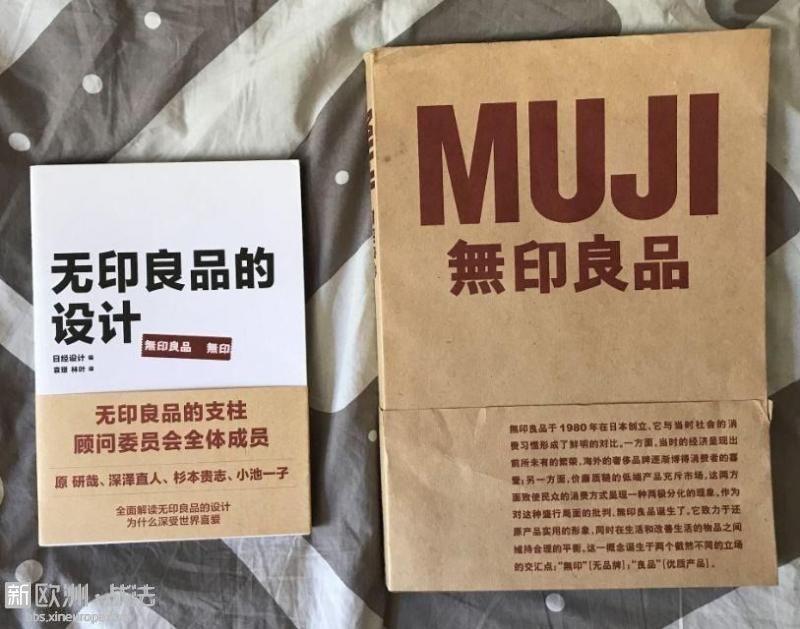 无印良品的
设计
無印良品 無印
日经设计 编
袁璟 林叶 译
无印良品的支柱
顾问委员会全体成员
原 研哉、深泽直人、杉本贵志、小池一子
全面解读无印良品的设计
为什么深受世界喜爱
MUJI
MUJI
無印良品
無印良品于1980年在日本创立、它与当时社会的消
费习惯形成了鲜明的对比。一方面，当时的经济呈现出
前所未有的繁荣，海外的奢侈品牌逐渐博得消费者的喜
爱；另一方面，价廉质糙的低端产品充斥市场，这两方
面致使民众的消费方式呈现一种两极分化的现象。作为
对这种盛行局面的批判，無印良品诞生了。它致力于还
原产品实用的形象，同时在生活和改善生活的物品之间
维持合理的平衡。这一概念诞生于两个截然不同的立场
的交汇点：“無印”[无品牌]；“良品”[优质产品]。
新欧洲·战法
bbs.xineurope.com